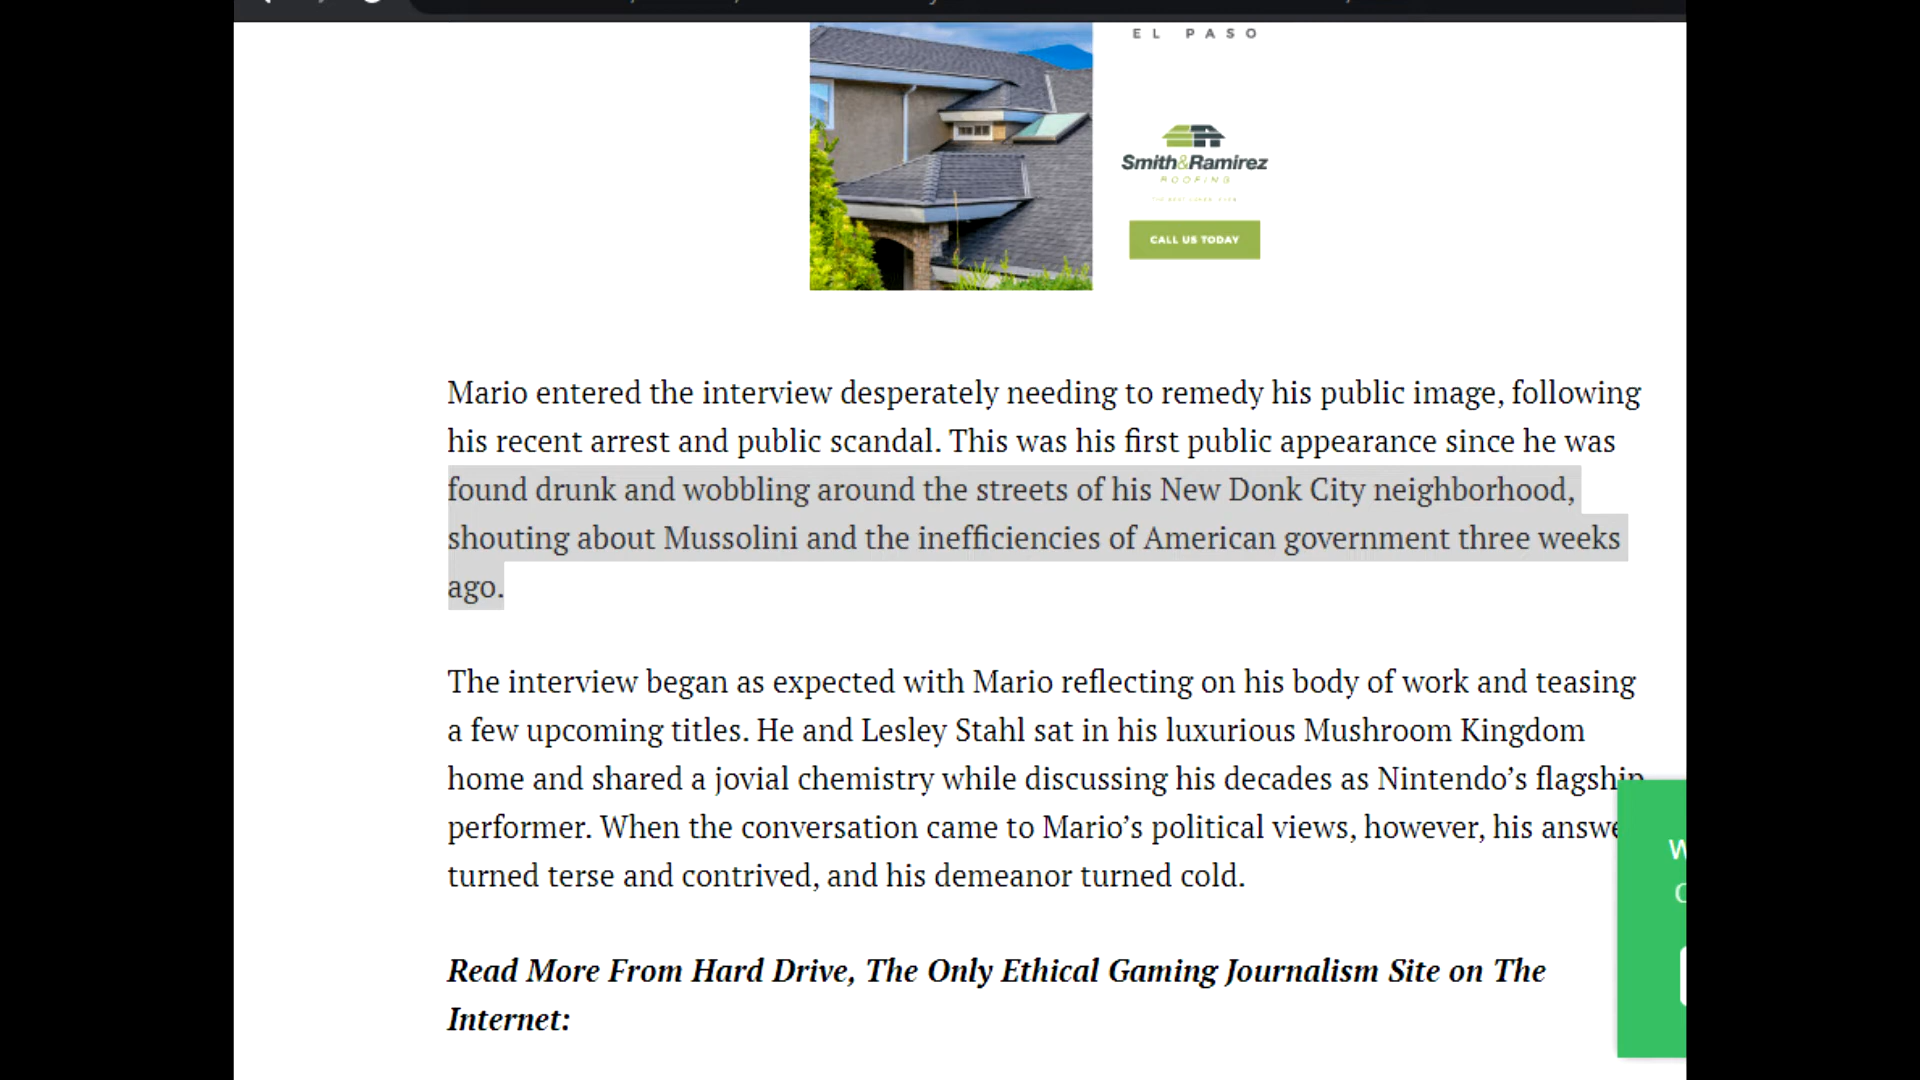 EL PASO
Smith&Ramirez
ROOFING
CALL US TODAY
Mario entered the interview desperately needing to remedy his public image, following
his recent arrest and public scandal. This was his first public appearance since he was
found drunk and wobbling around the streets of his New Donk City neighborhood,
shouting about Mussolini and the inefficiencies of American government three weeks
ago.
The interview began as expected with Mario reflecting on his body of work and teasing
a few upcoming titles. He and Lesley Stahl sat in his luxurious Mushroom Kingdom
home and shared a jovial chemistry while discussing his decades as Nintendo’s flagship
performer. When the conversation came to Mario’s political views, however, his answe
turned terse and contrived, and his demeanor turned cold.
Read More From Hard Drive, The Only Ethical Gaming Journalism Site on The
Internet: